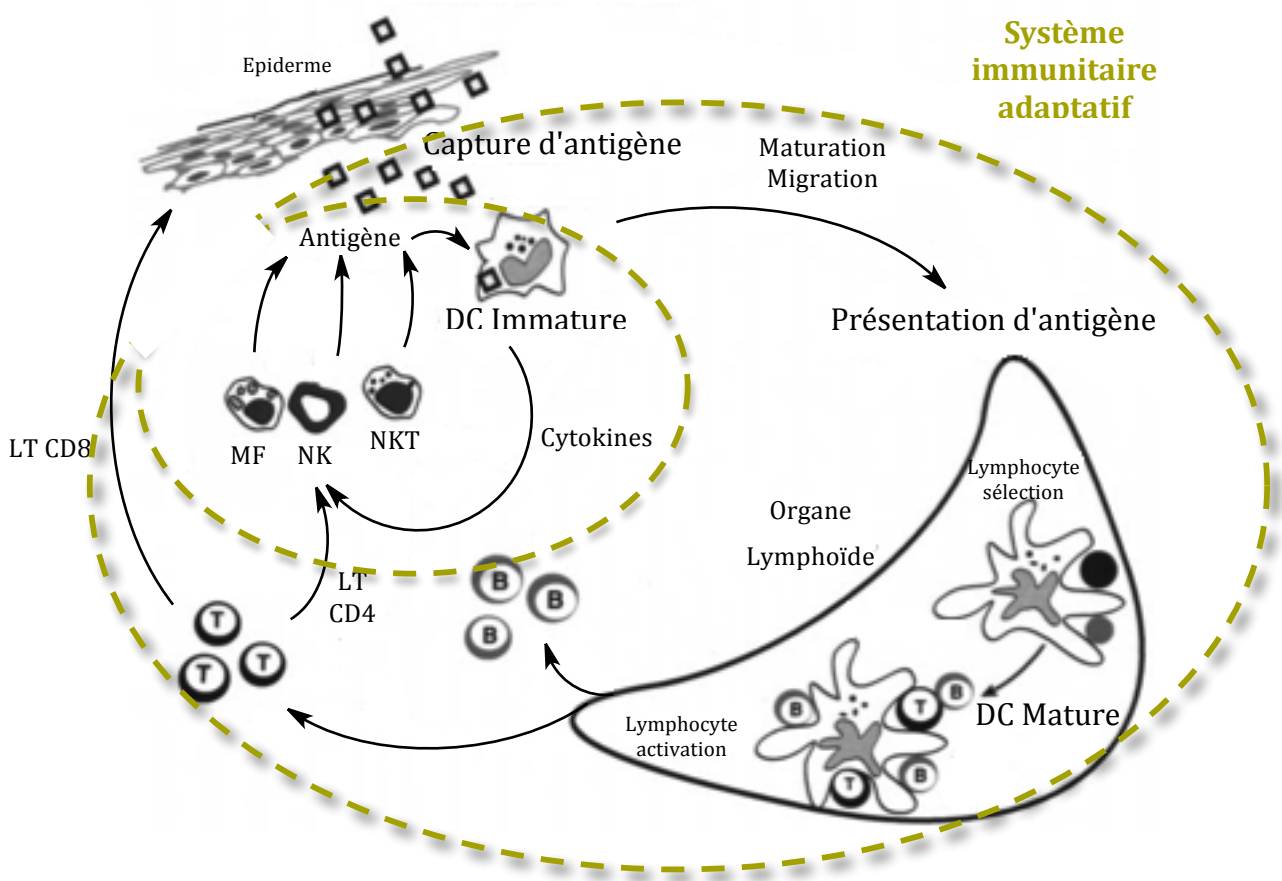 Système
immunitaire
adaptatif
Epiderme
Capture d'antigène
Maturation
Migration
Antigène
DC Immature
Présentation d'antigène
MF
NK
NKT
Cytokines
LT CD8
Lymphocyte
sélection
Organe
Lymphoïde
LT
CD4
B
B
B
T
T
T
Lymphocyte
activation
B
T
B
DC Mature
T
B